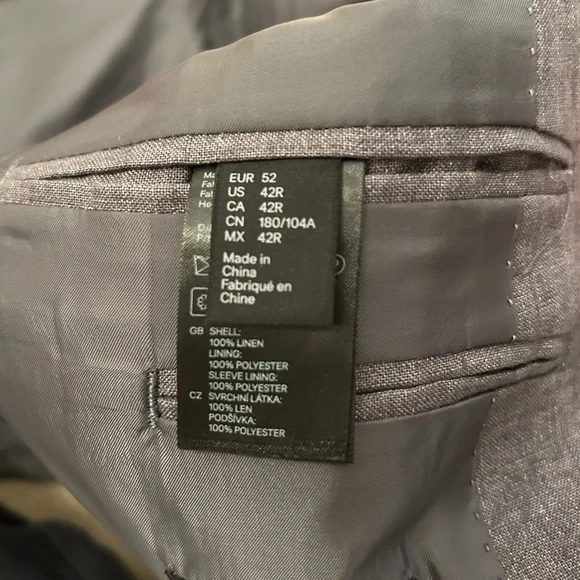 EUR 52
US 42R
CA 42R
CN 180/104A
MX 42R
Made in
China
Fabriqué en
Chine
GB SHELL:
100% LINEN
LINING:
100% POLYESTER
SLEEVE LINING:
100% POLYESTER
CZ SVRCHNÍ LÁTKA:
100% LEN
PODŠÍVKA:
100% POLYESTER